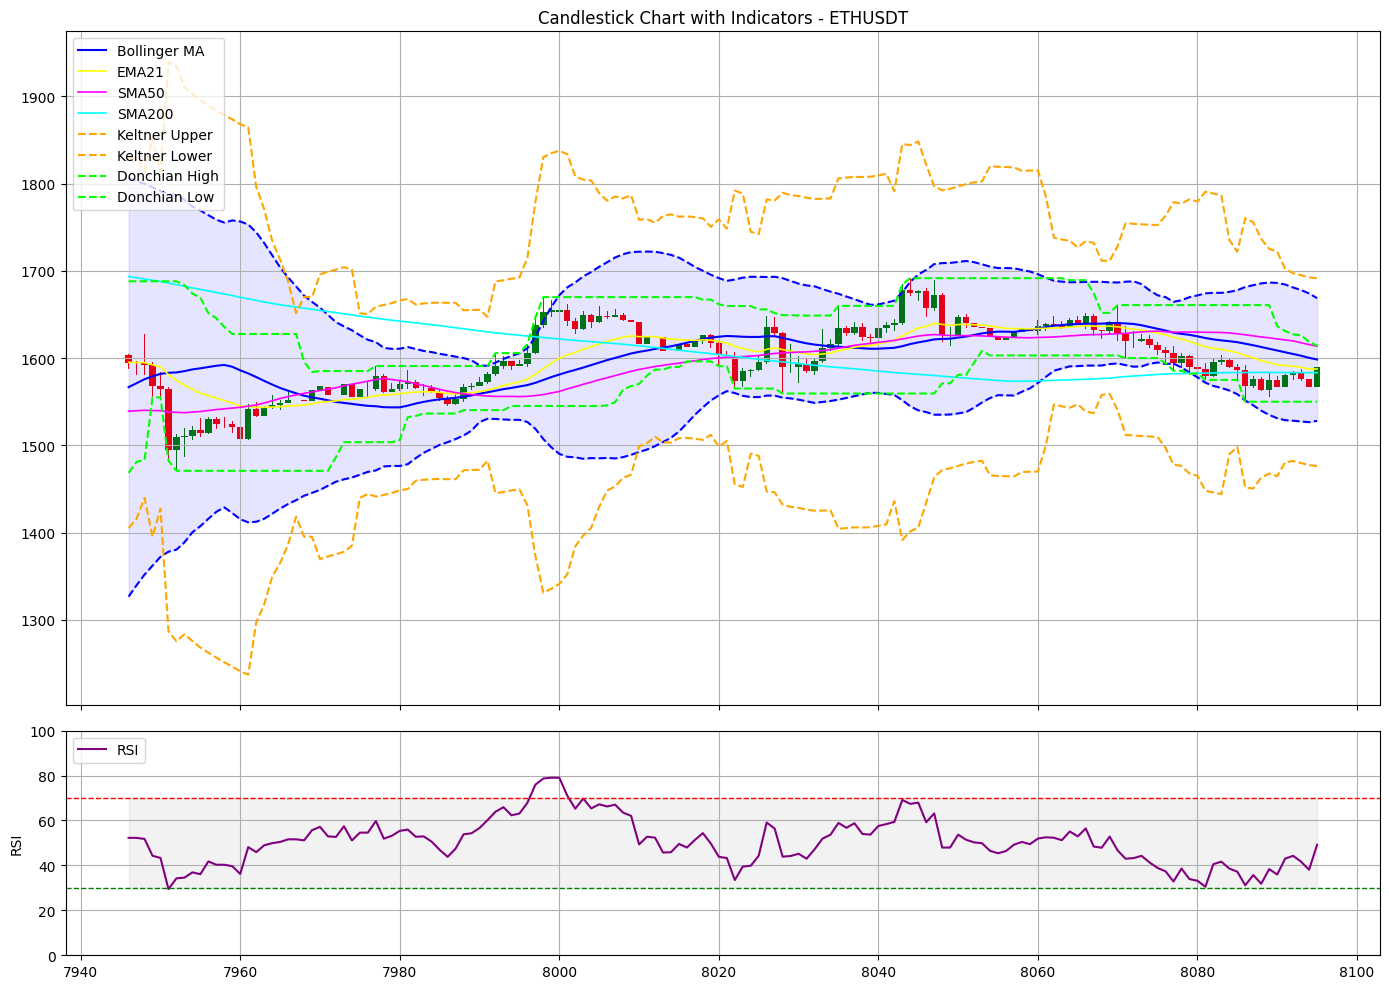 Candlestick Chart with Indicators - ETHUSDT
Bollinger MA
EMA21
SMA50
SMA200
Keltner Upper
Keltner Lower
Donchian High
Donchian Low
1900
1800
1700
1600
1500
1400
1300
RSI
100
80
60
40
20
0
RSI
7940
7960
7980
8000
8020
8040
8060
8080
8100